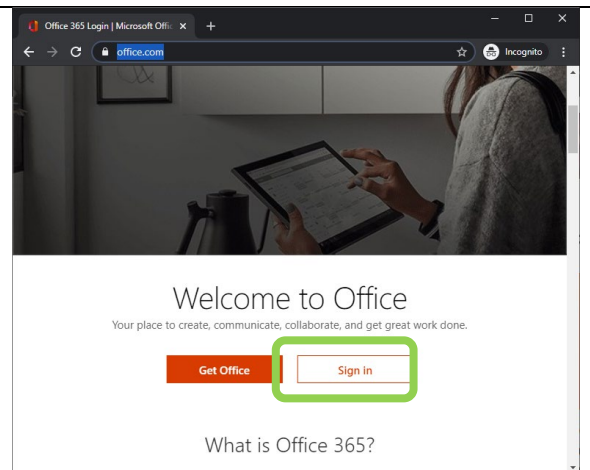 Office 365 Login | Microsoft Offic
office.com
Incognito
Welcome to Office
Your place to create, communicate, collaborate, and get great work done.
Get Office
Sign in
What is Office 365?